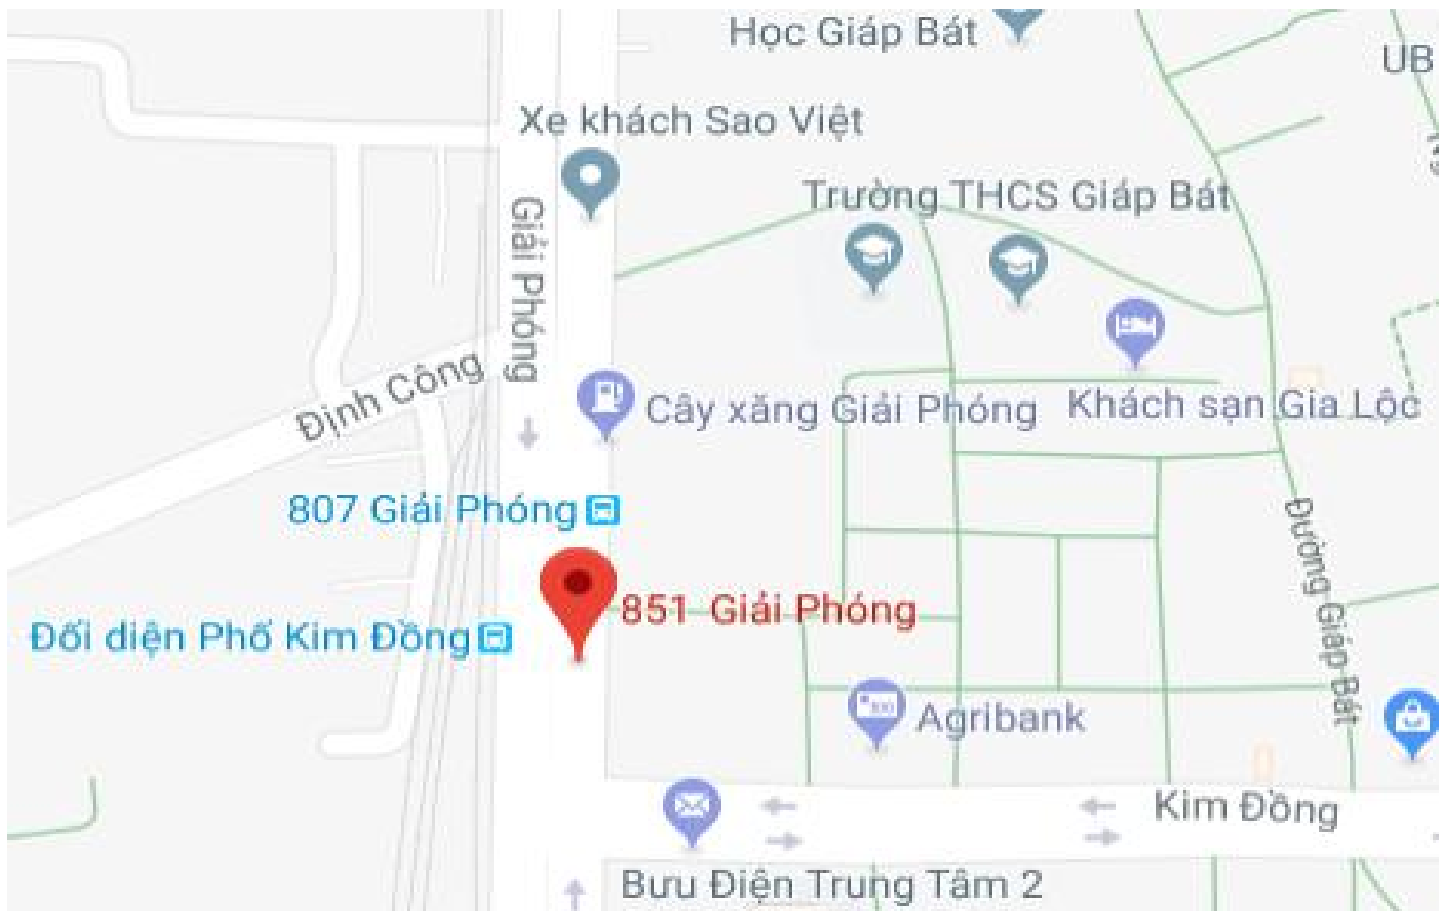 Học Giáp Bát
UB
Xe khách Sao Việt
Trường THCS Giáp Bát
Giải Phóng
Định Công
Cây xăng Giải Phóng
Khách sạn Gia Lộc
807 Giải Phóng
Đường Giáp Bát
851 Giải Phóng
Đối diện Phố Kim Đồng
Agribank
Kim Đồng
Bưu Điện Trung Tâm 2